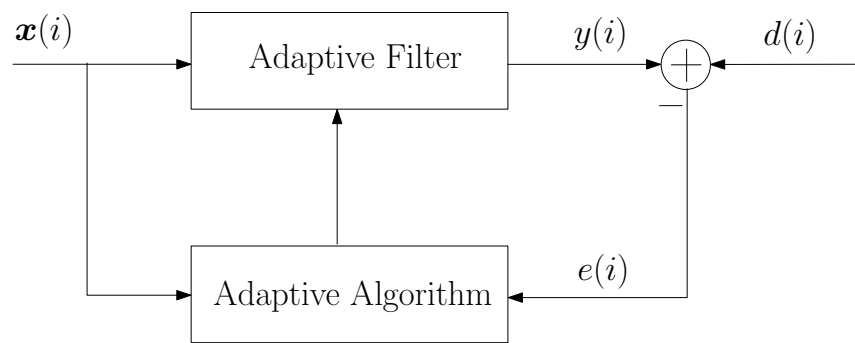 x(i)
Adaptive Filter
y(i)
d(i)
+
−
e(i)
Adaptive Algorithm